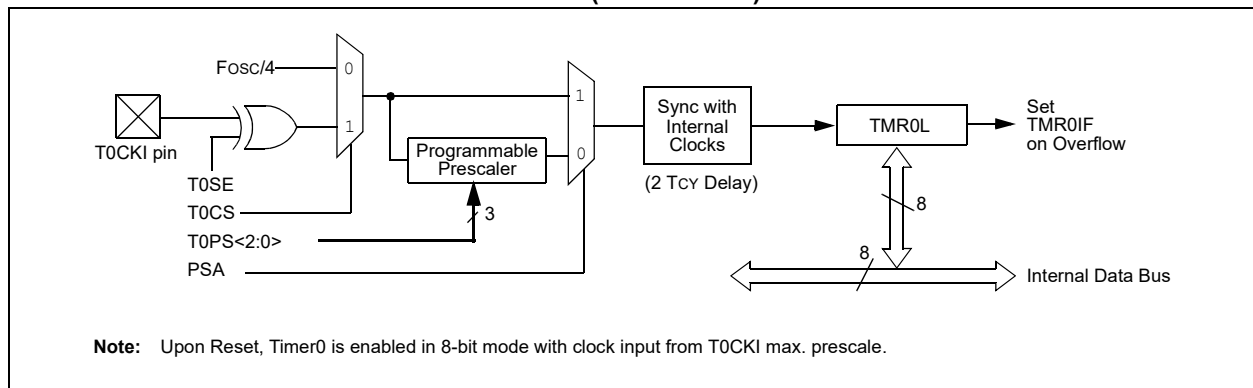 FOSC/4
0
1
T0CKI pin
T0SE
T0CS
T0PS<2:0>
PSA
Programmable
Prescaler
3
1
0
Sync with
Internal
Clocks
(2 TCY Delay)
TMR0L
Set
TMR0IF
on Overflow
8
8
Internal Data Bus
Note: Upon Reset, Timer0 is enabled in 8-bit mode with clock input from T0CKI max. prescale.